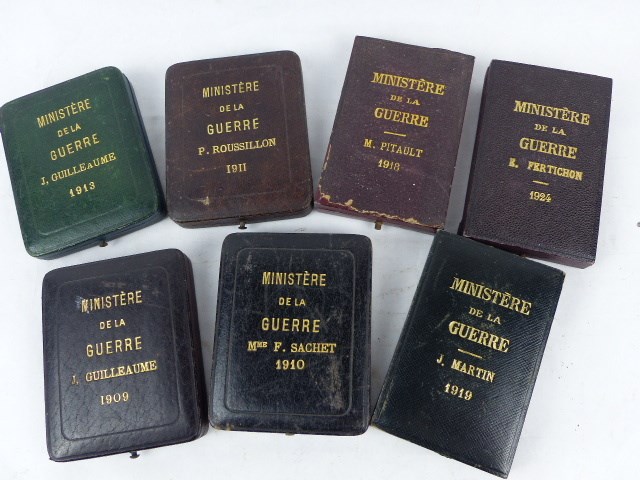 MINISTÈRE
DE LA
GUERRE
J. GUILLEAUME
1913
MINISTÈRE
DE LA
GUERRE
P. ROUSSILLON
1911
MINISTÈRE
DE LA
GUERRE
M. PITAULT
1918
MINISTÈRE
DE LA
GUERRE
E. FERTICHON
1924
MINISTÈRE
DE LA
GUERRE
J. GUILLEAUME
1909
MINISTÈRE
DE LA
GUERRE
MME F. SACHET
1910
MINISTÈRE
DE LA
GUERRE
J. MARTIN
1919